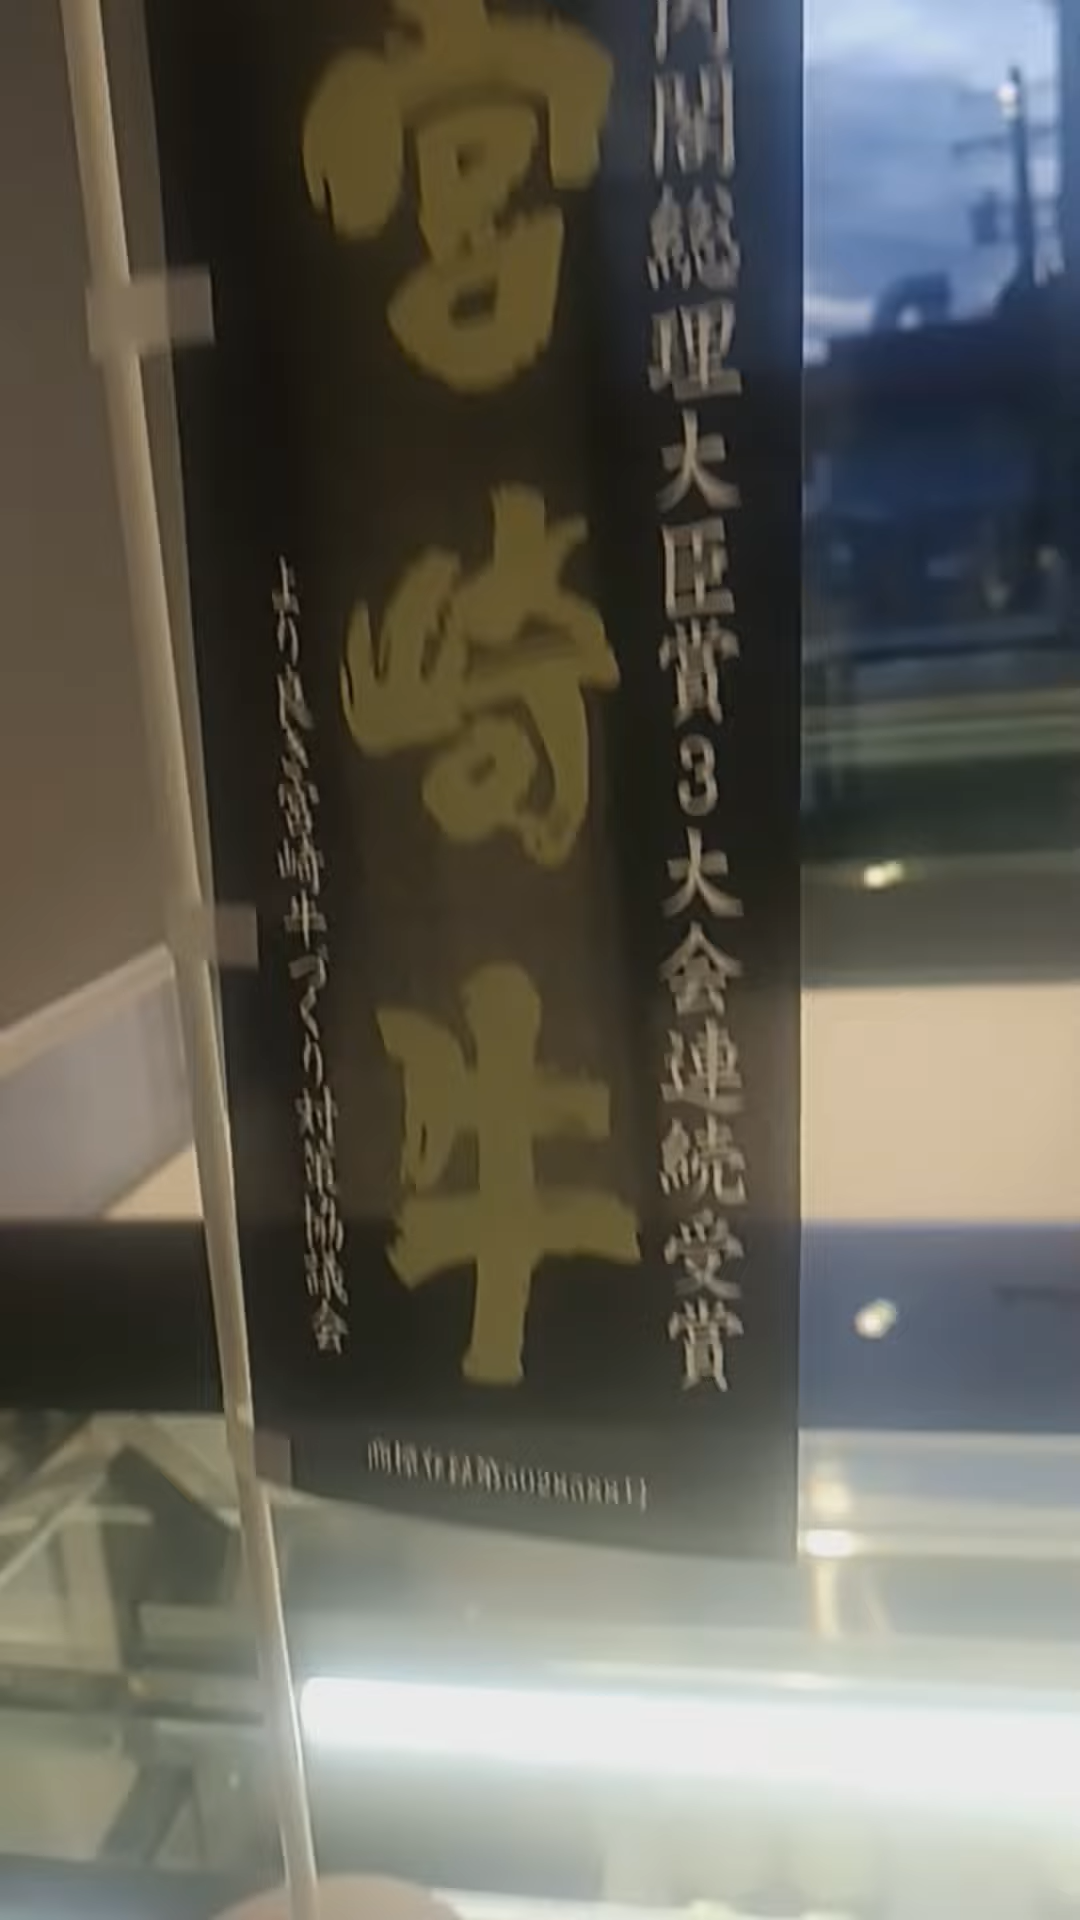 内閣総理大臣賞3大会連続受賞
宮崎牛
より良き宮崎牛づくり対策協議会